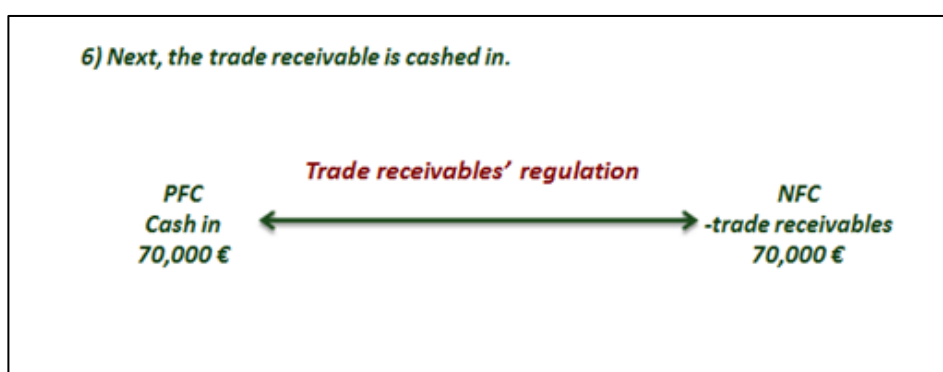 6) Next, the trade receivable is cashed in.
Trade receivables’ regulation
PFC
Cash in
70,000 €
NFC
-trade receivables
70,000 €